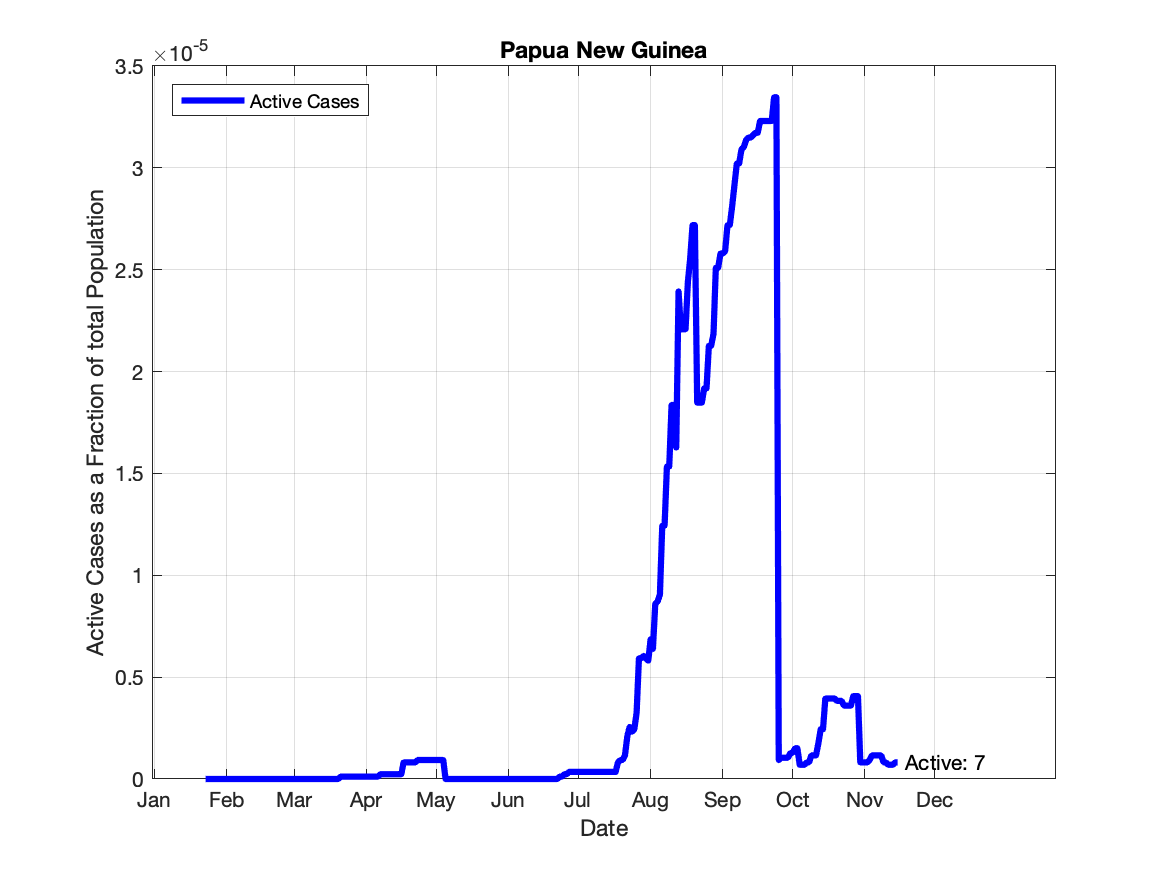 Papua New Guinea
×10-5
Active Cases
3.5
3
2.5
2
1.5
1
0.5
0
Active Cases as a Fraction of total Population
Active: 7
Jan Feb Mar Apr May Jun Jul Aug Sep Oct Nov Dec
Date